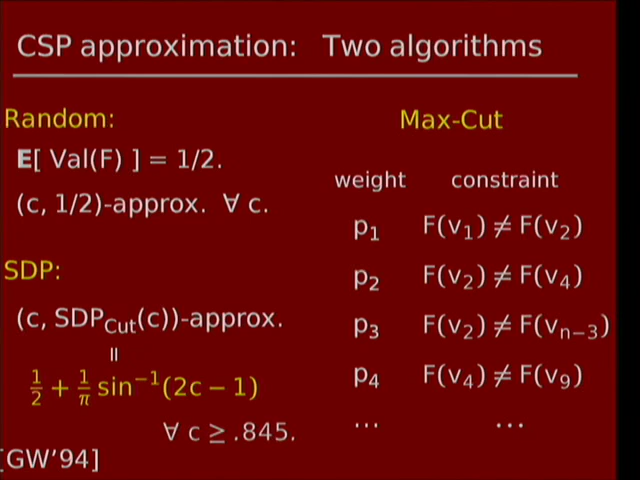 CSP approximation: Two algorithms
Random:
E[ Val(F) ] = 1/2.
(c, 1/2)-approx. ∀ c.
SDP:
(c, SDP_Cut(c))-approx.
=
1/2 + 1/π sin⁻¹(2c − 1)
∀ c ≥ .845.
[GW'94]
Max-Cut
weight constraint
p₁ F(v₁) ≠ F(v₂)
p₂ F(v₂) ≠ F(v₄)
p₃ F(v₂) ≠ F(vₙ₋₃)
p₄ F(v₄) ≠ F(v₉)
... ...